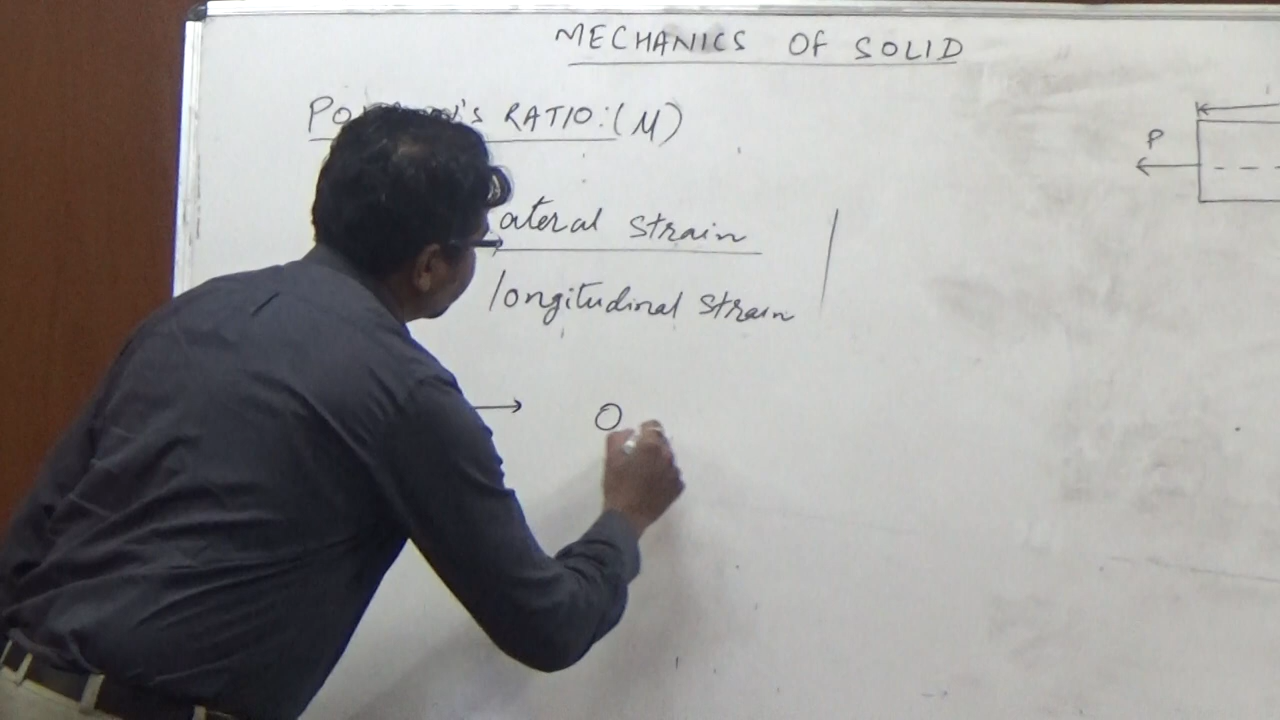 MECHANICS OF SOLID
RATIO:(μ)
P
ateral strain
longitudinal strain
→ O